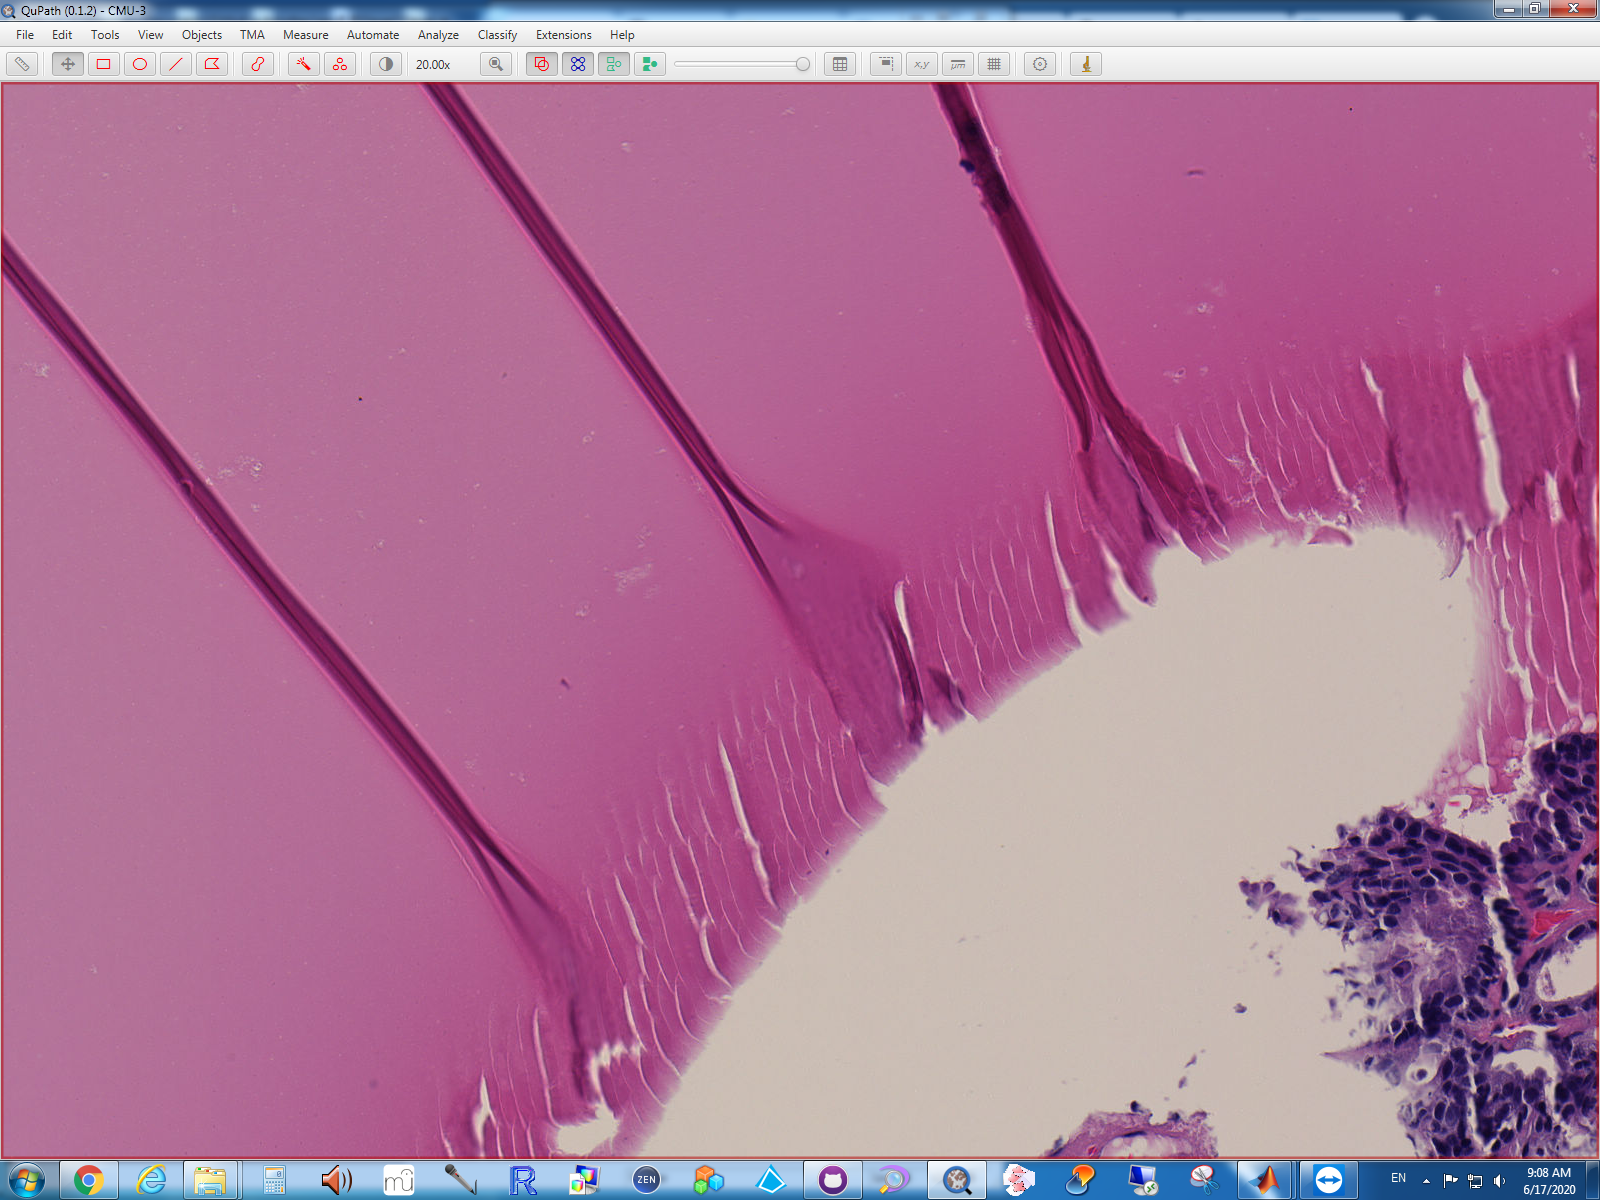 QuPath (0.1.2) - CMU-3
File Edit Tools View Objects TMA Measure Automate Analyze Classify Extensions Help
20.00x
x,y
µm
ZEN
R
EN
9:08 AM
6/17/2020